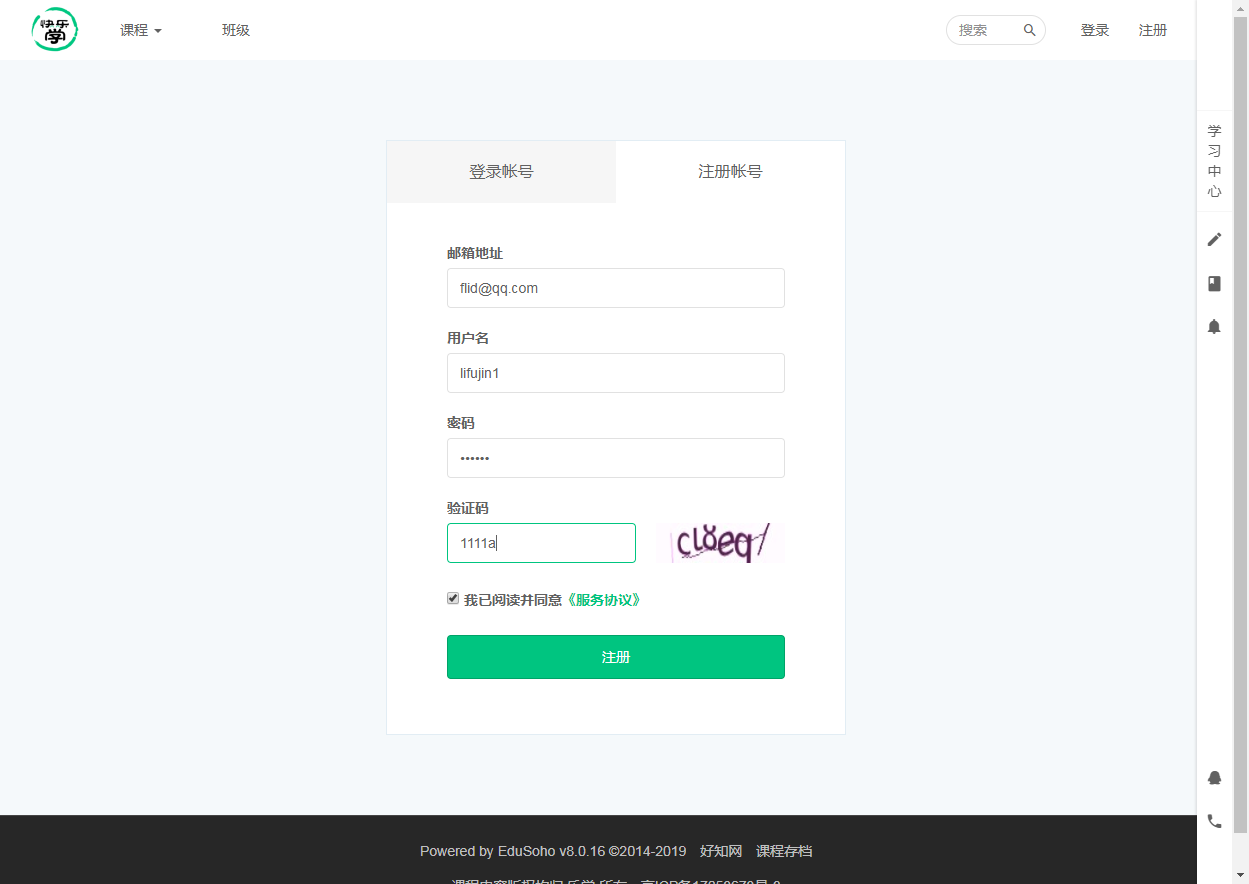 快乐
学
课程
班级
搜索
登录
注册
学
习
中
心
登录帐号
注册帐号
邮箱地址
flid@qq.com
用户名
lifujin1
密码
••••••
验证码
1111a
cl8eq
我已阅读并同意《服务协议》
注册
Powered by EduSoho v8.0.16 ©2014-2019 好知网 课程存档